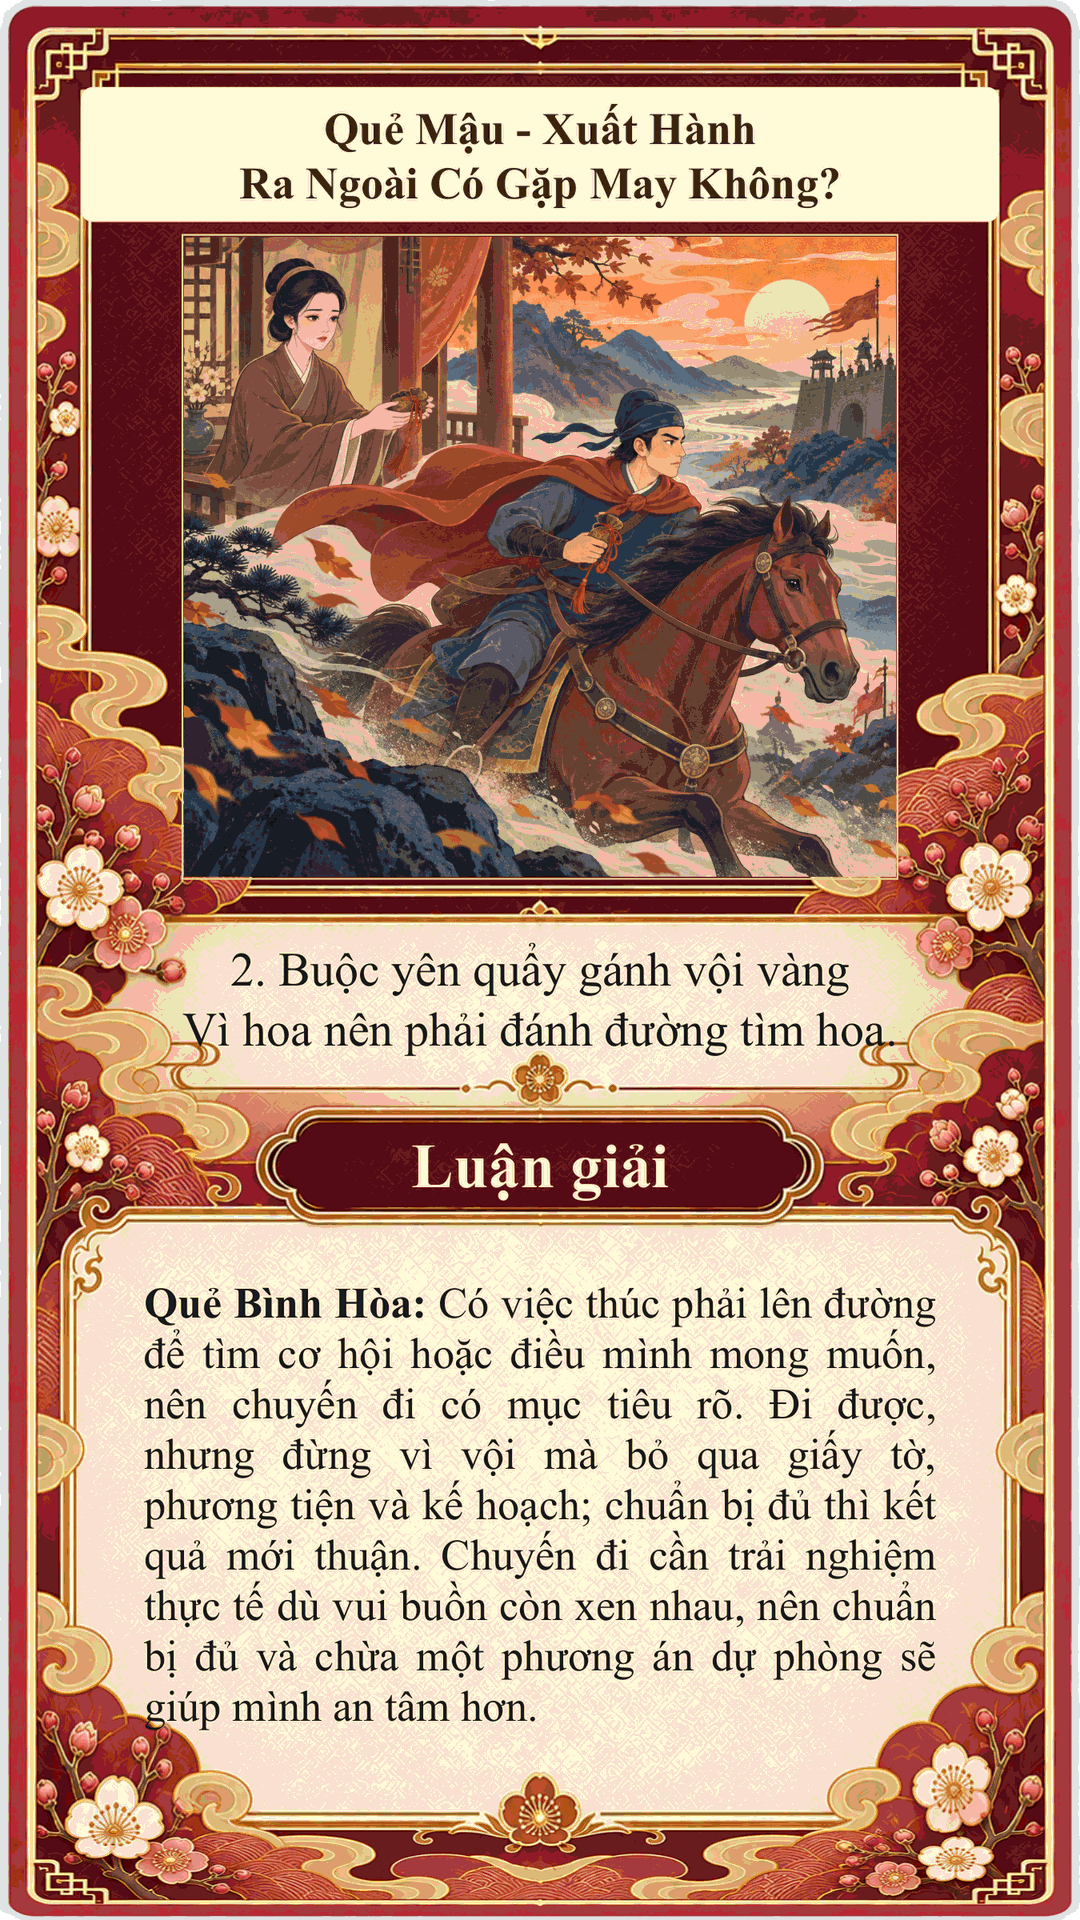 Quẻ Mậu - Xuất Hành
Ra Ngoài Có Gặp May Không?
2. Buộc yên quẩy gánh vội vàng
Vì hoa nên phải đánh đường tìm hoa.
Luận giải
Quẻ Bình Hòa: Có việc thúc phải lên đường
để tìm cơ hội hoặc điều mình mong muốn,
nên chuyến đi có mục tiêu rõ. Đi được,
nhưng đừng vì vội mà bỏ qua giấy tờ,
phương tiện và kế hoạch; chuẩn bị đủ thì kết
quả mới thuận. Chuyến đi cần trải nghiệm
thực tế dù vui buồn còn xen nhau, nên chuẩn
bị đủ và chừa một phương án dự phòng sẽ
giúp mình an tâm hơn.